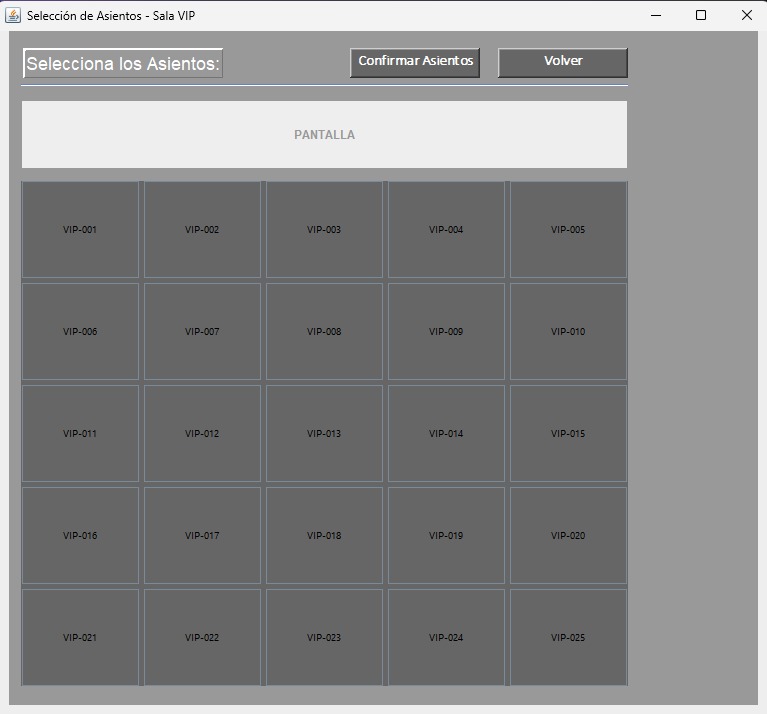 Selección de Asientos - Sala VIP
Selecciona los Asientos:
Confirmar Asientos
Volver
PANTALLA
VIP-001 VIP-002 VIP-003 VIP-004 VIP-005
VIP-006 VIP-007 VIP-008 VIP-009 VIP-010
VIP-011 VIP-012 VIP-013 VIP-014 VIP-015
VIP-016 VIP-017 VIP-018 VIP-019 VIP-020
VIP-021 VIP-022 VIP-023 VIP-024 VIP-025